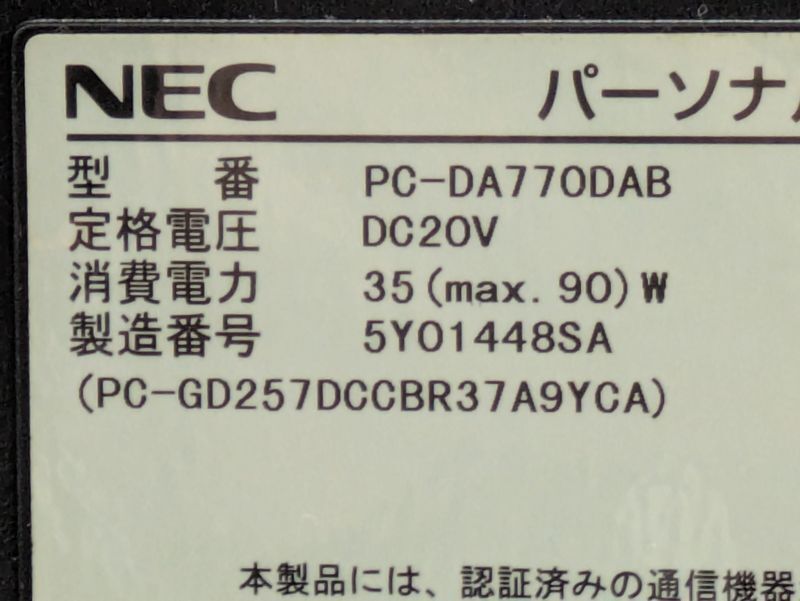 NEC パーソナル
型 番 PC-DA770DAB
定格電圧 DC20V
消費電力 35(max. 90)W
製造番号 5Y01448SA
(PC-GD257DCCBR37A9YCA)
本製品には、認証済みの通信機器